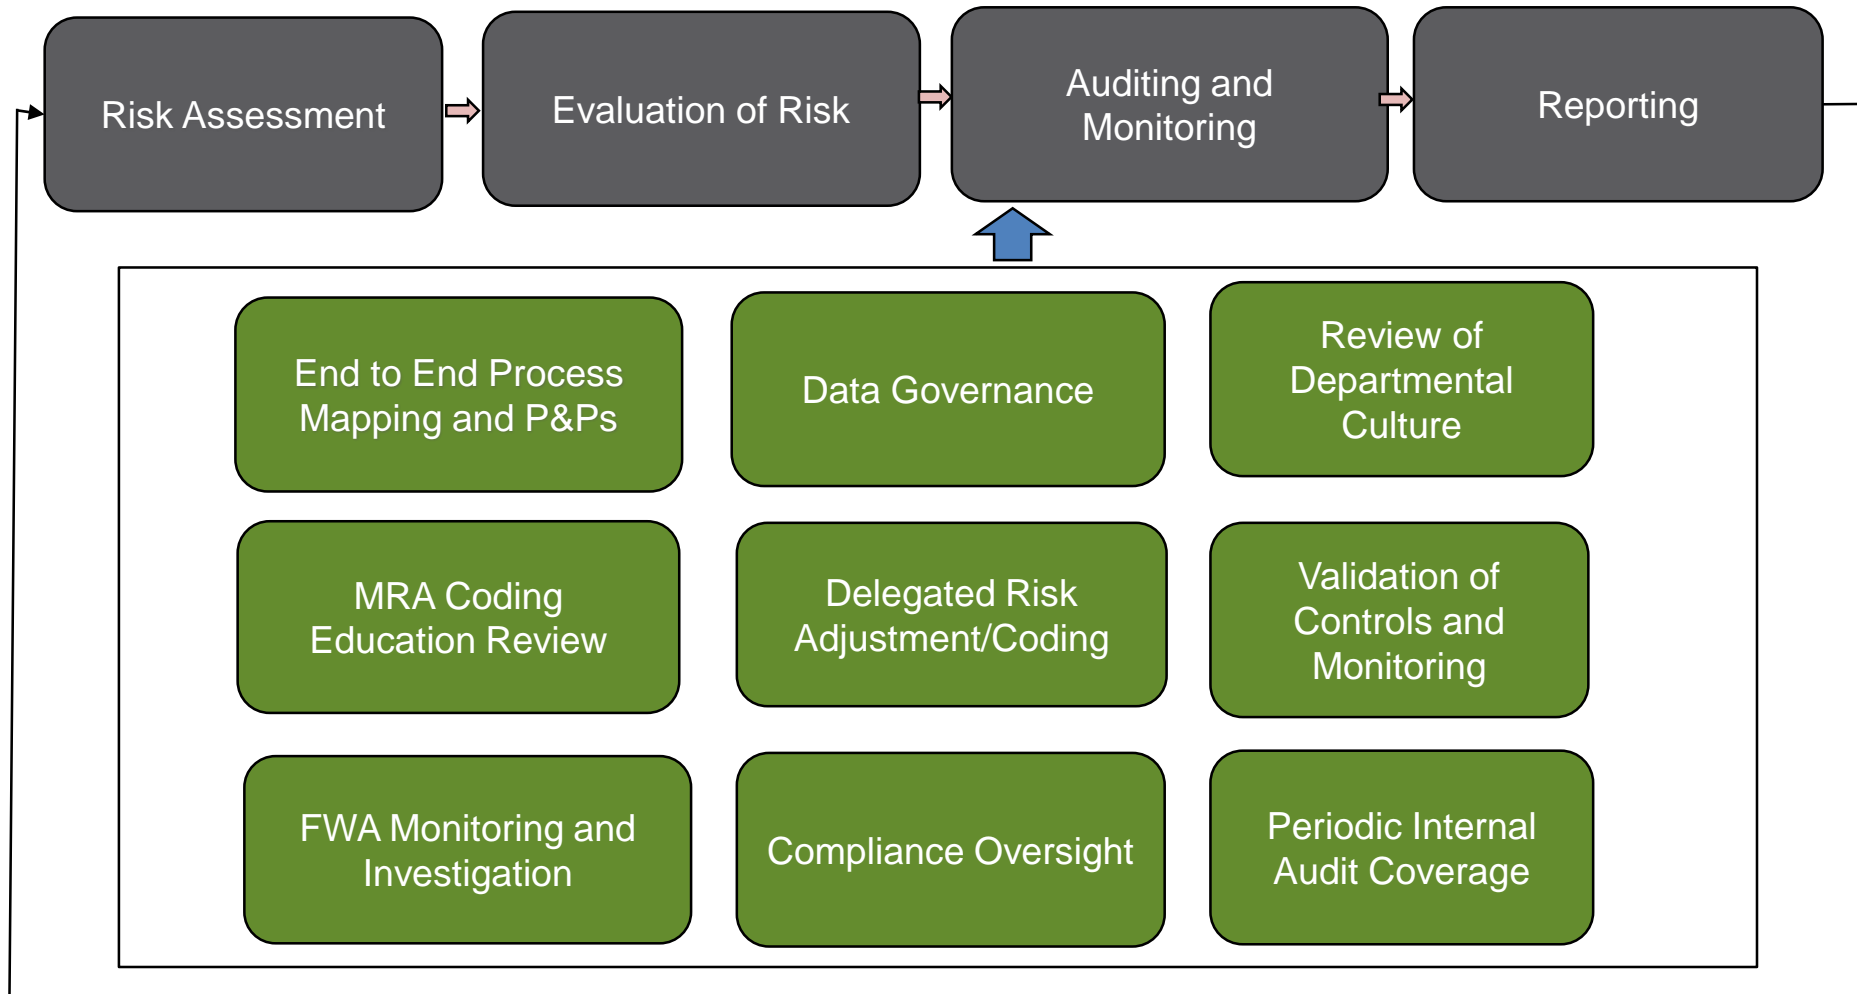 Risk Assessment
Evaluation of Risk
Auditing and
Monitoring
Reporting
End to End Process
Mapping and P&Ps
Data Governance
Review of
Departmental
Culture
MRA Coding
Education Review
Delegated Risk
Adjustment/Coding
Validation of
Controls and
Monitoring
FWA Monitoring and
Investigation
Compliance Oversight
Periodic Internal
Audit Coverage